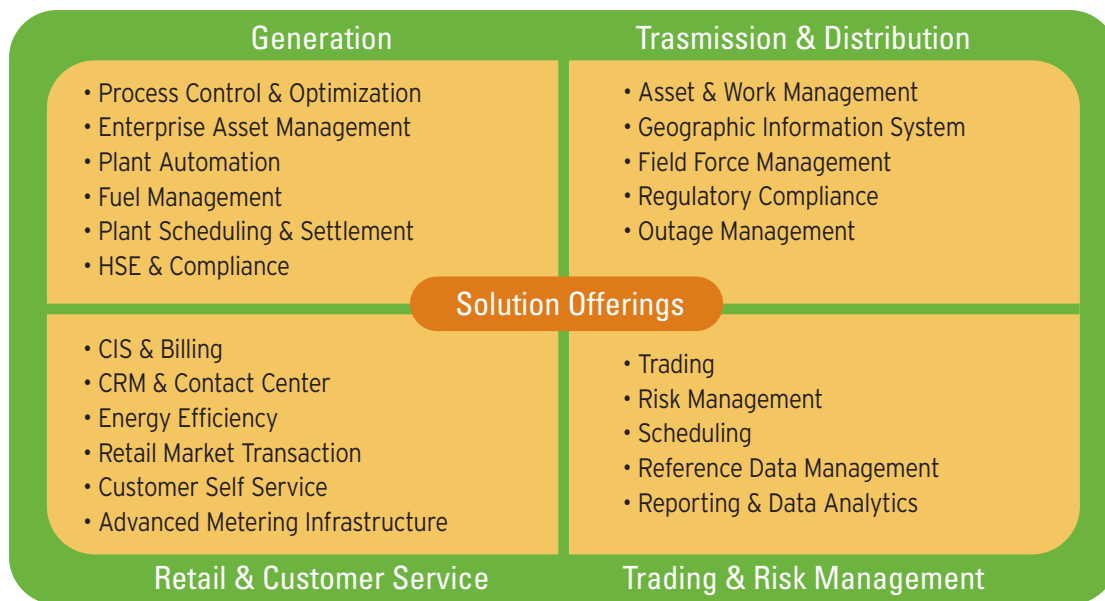 Generation
• Process Control & Optimization
• Enterprise Asset Management
• Plant Automation
• Fuel Management
• Plant Scheduling & Settlement
• HSE & Compliance
Trasmission & Distribution
• Asset & Work Management
• Geographic Information System
• Field Force Management
• Regulatory Compliance
• Outage Management
Solution Offerings
• CIS & Billing
• CRM & Contact Center
• Energy Efficiency
• Retail Market Transaction
• Customer Self Service
• Advanced Metering Infrastructure
Retail & Customer Service
• Trading
• Risk Management
• Scheduling
• Reference Data Management
• Reporting & Data Analytics
Trading & Risk Management